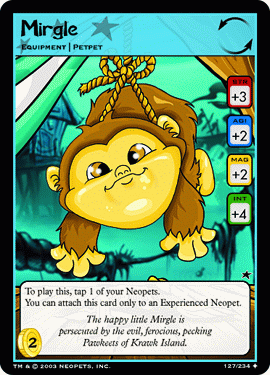 Mirgle
Equipment | Petpet
STR
+3
AGI
+2
MAG
+2
INT
+4
To play this, tap 1 of your Neopets.
You can attach this card only to an Experienced Neopet.
The happy little Mirgle is
persecuted by the evil, ferocious, pecking
Pawkeets of Krawk Island.
2
TM & © 2003 NEOPETS, INC.
127/234